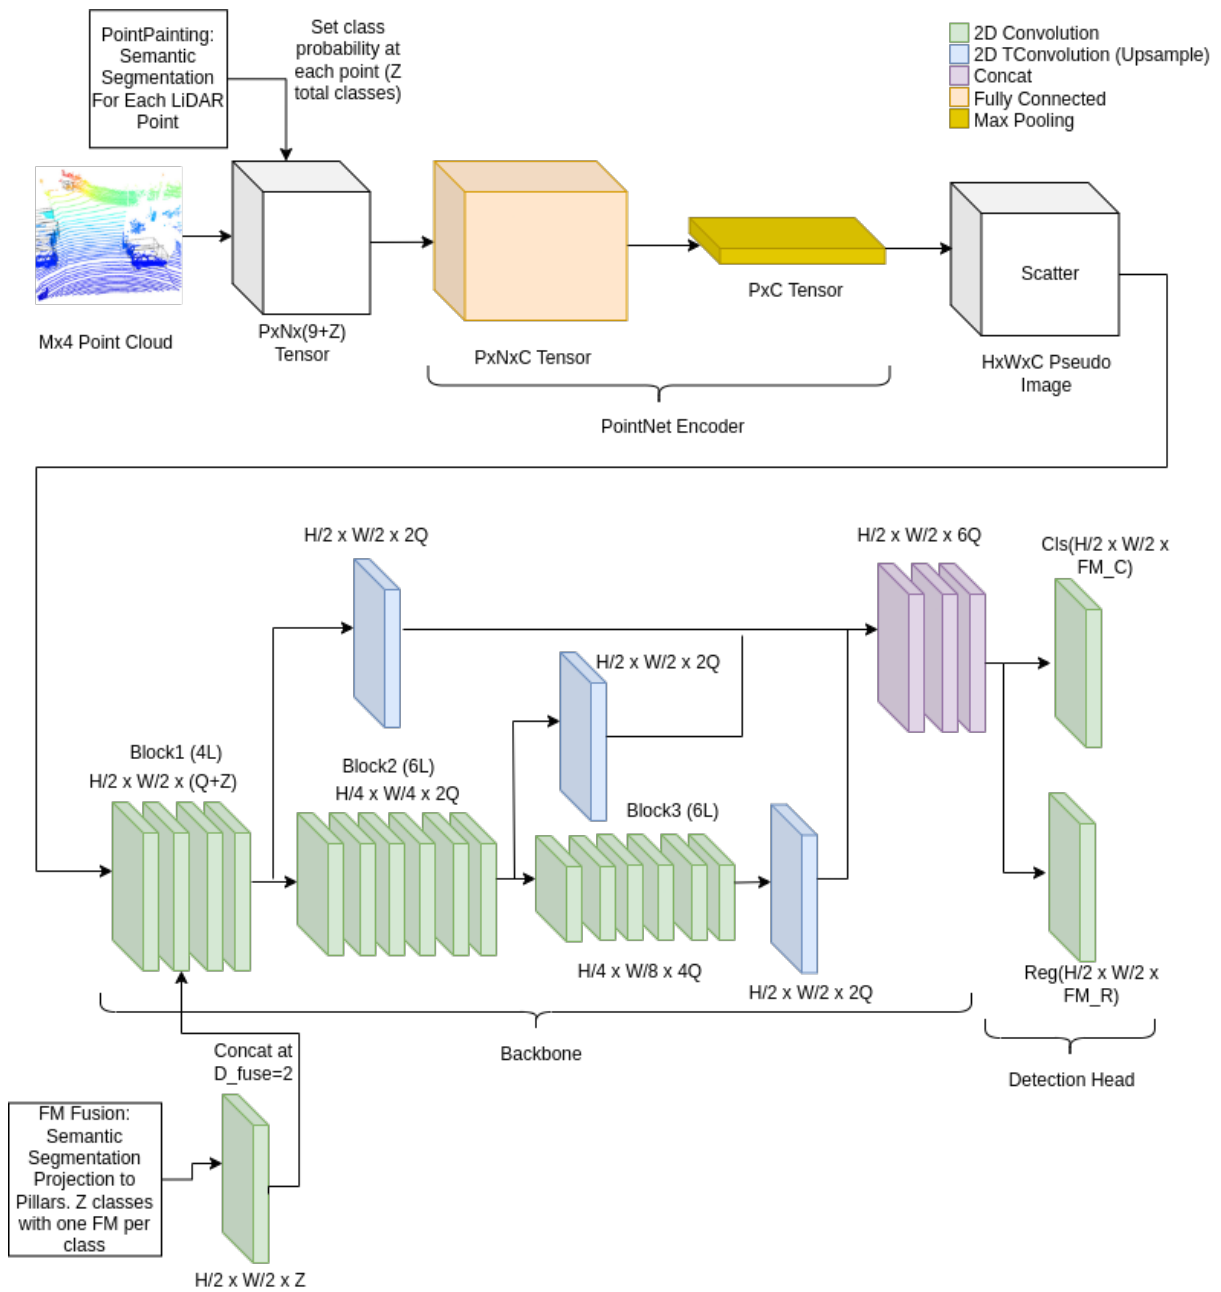 PointPainting:
Semantic
Segmentation
For Each LiDAR
Point
Set class
probability at
each point (Z
total classes)
2D Convolution
2D TConvolution (Upsample)
Concat
Fully Connected
Max Pooling
Mx4 Point Cloud
PxNx(9+Z)
Tensor
PxNxC Tensor
PxC Tensor
Scatter
HxWxC Pseudo
Image
PointNet Encoder
H/2 x W/2 x 2Q
H/2 x W/2 x 6Q
Cls(H/2 x W/2 x
FM_C)
H/2 x W/2 x 2Q
Block1 (4L)
H/2 x W/2 x (Q+Z)
Block2 (6L)
H/4 x W/4 x 2Q
Block3 (6L)
H/4 x W/8 x 4Q
H/2 x W/2 x 2Q
Reg(H/2 x W/2 x
FM_R)
Backbone
Detection Head
Concat at
D_fuse=2
FM Fusion:
Semantic
Segmentation
Projection to
Pillars. Z classes
with one FM per
class
H/2 x W/2 x Z